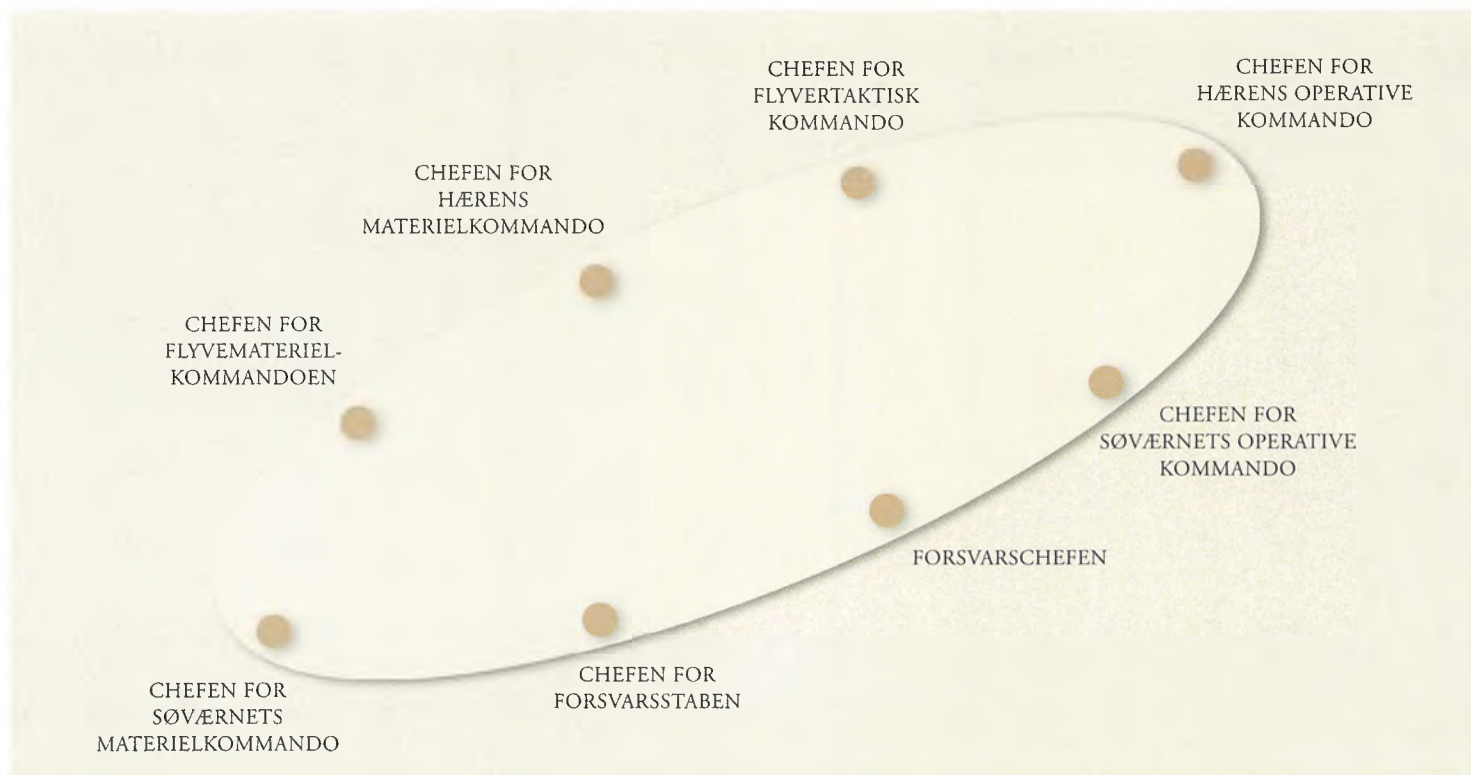 CHEFEN FOR
FLYVERTAKTISK
KOMMANDO
CHEFEN FOR
HÆRENS OPERATIVE
KOMMANDO
CHEFEN FOR
HÆRENS
MATERIELKOMMANDO
CHEFEN FOR
FLYVEMATERIEL-
KOMMANDOEN
CHEFEN FOR
SØVÆRNETS OPERATIVE
KOMMANDO
FORSVARSCHEFEN
CHEFEN FOR
FORSVARSSTABEN
CHEFEN FOR
SØVÆRNETS
MATERIELKOMMANDO